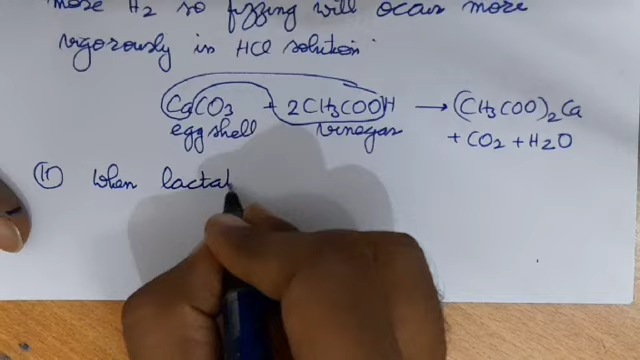 more H2 so fizzing will occur more
vigorously in HCl solution.
CaCO3 + 2CH3COOH → (CH3COO)2Ca
eggshell vinegar + CO2 + H2O
(ii) When lacta